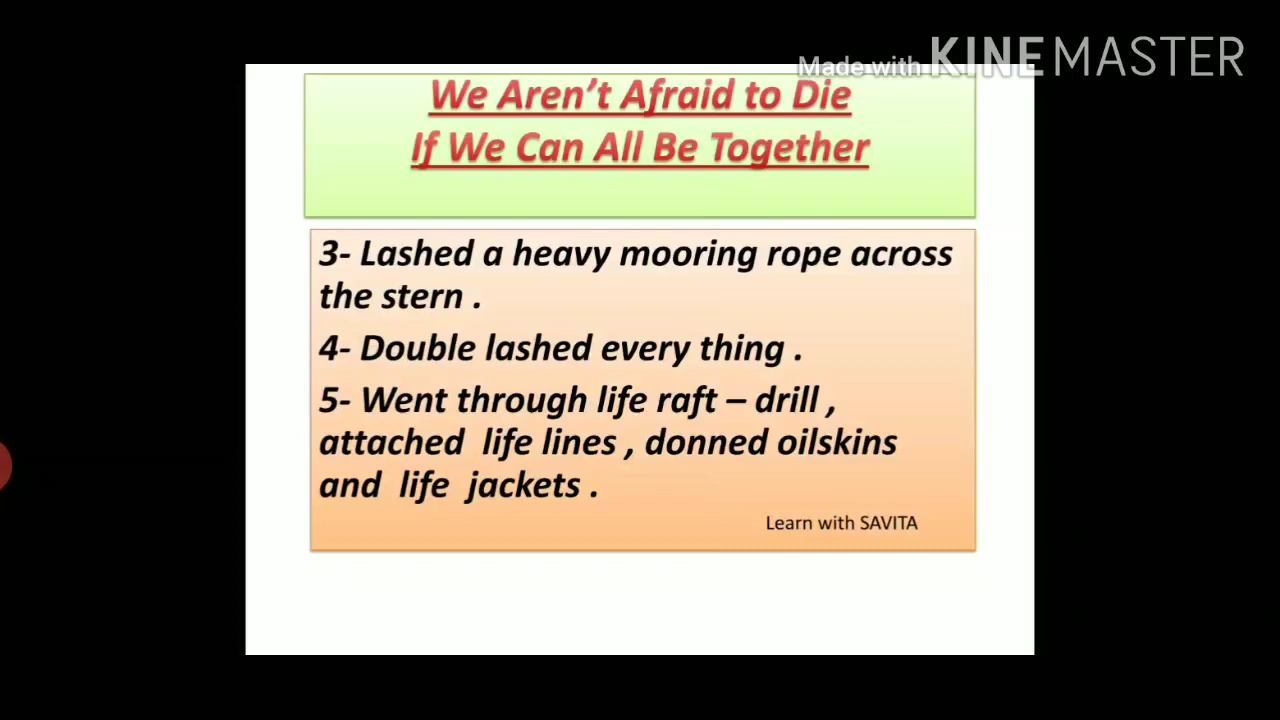 Made with KINEMASTER
We Aren't Afraid to Die
If We Can All Be Together
3- Lashed a heavy mooring rope across
the stern .
4- Double lashed every thing .
5- Went through life raft – drill ,
attached life lines , donned oilskins
and life jackets .
Learn with SAVITA